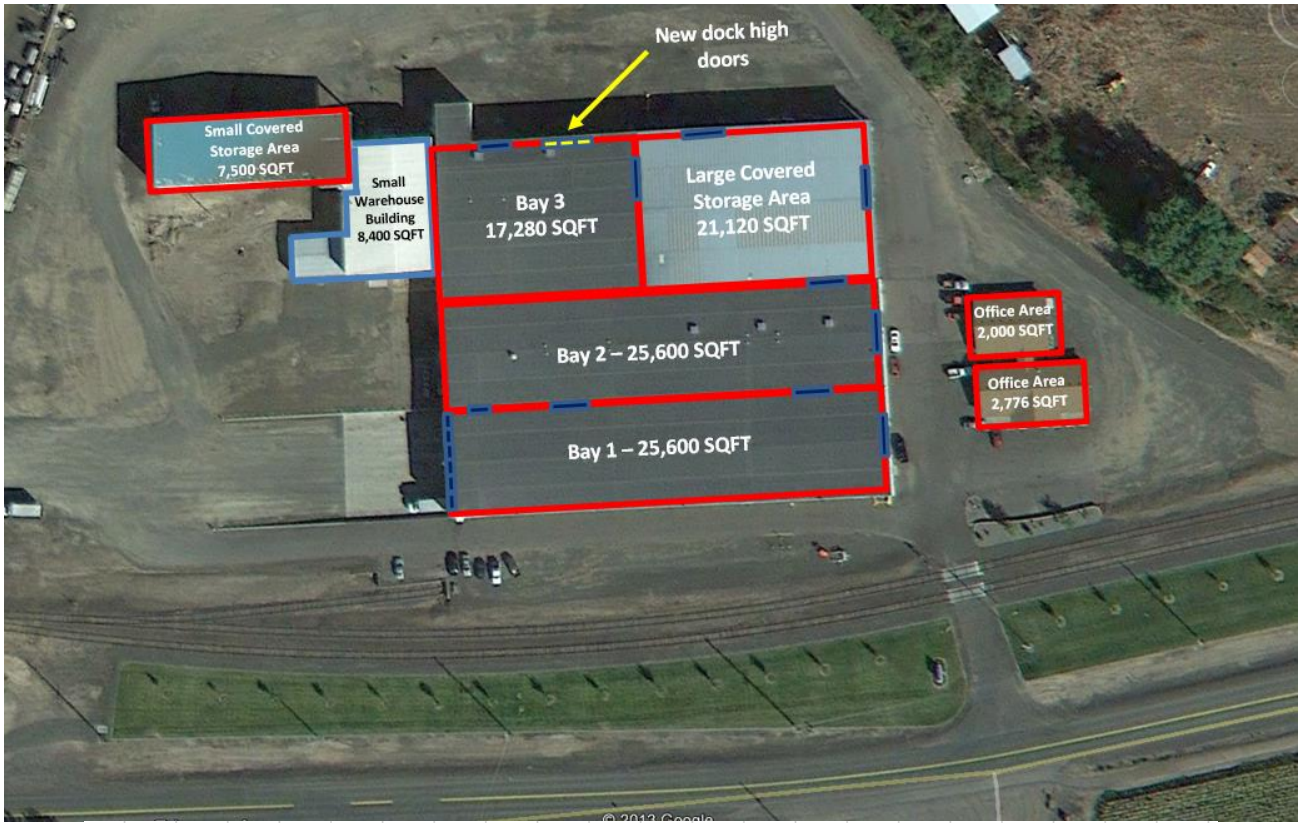 New dock high
doors
Small Covered
Storage Area
7,500 SQFT
Small
Warehouse
Building
8,400 SQFT
Bay 3
17,280 SQFT
Large Covered
Storage Area
21,120 SQFT
Office Area
2,000 SQFT
Bay 2 – 25,600 SQFT
Office Area
2,776 SQFT
Bay 1 – 25,600 SQFT
© 2013 Google